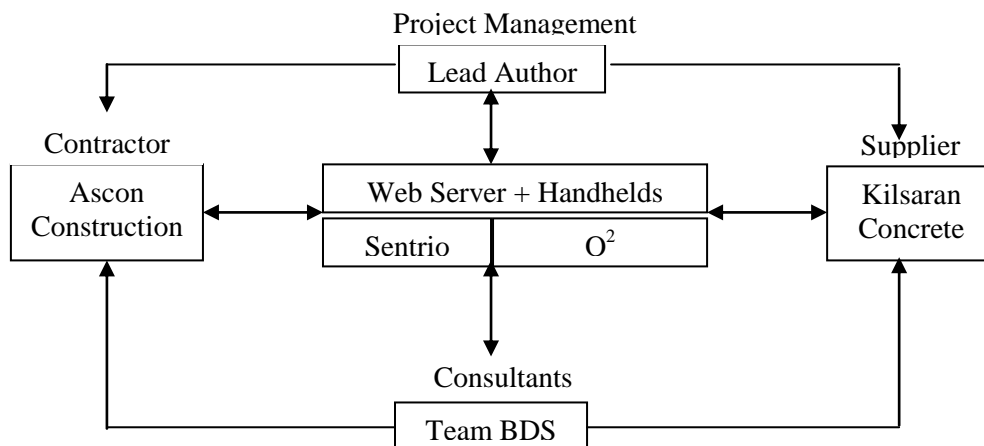 Project Management
Lead Author
Contractor
Supplier
Ascon
Construction
Web Server + Handhelds
Kilsaran
Concrete
Sentrio
O²
Consultants
Team BDS